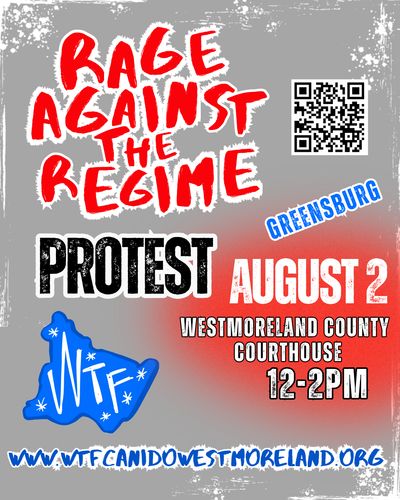 RAGE
AGAINST
THE
REGIME
GREENSBURG
PROTEST
AUGUST 2
WESTMORELAND COUNTY
COURTHOUSE
12-2PM
WTF
WWW.WTFCANIDOWESTMORELAND.ORG